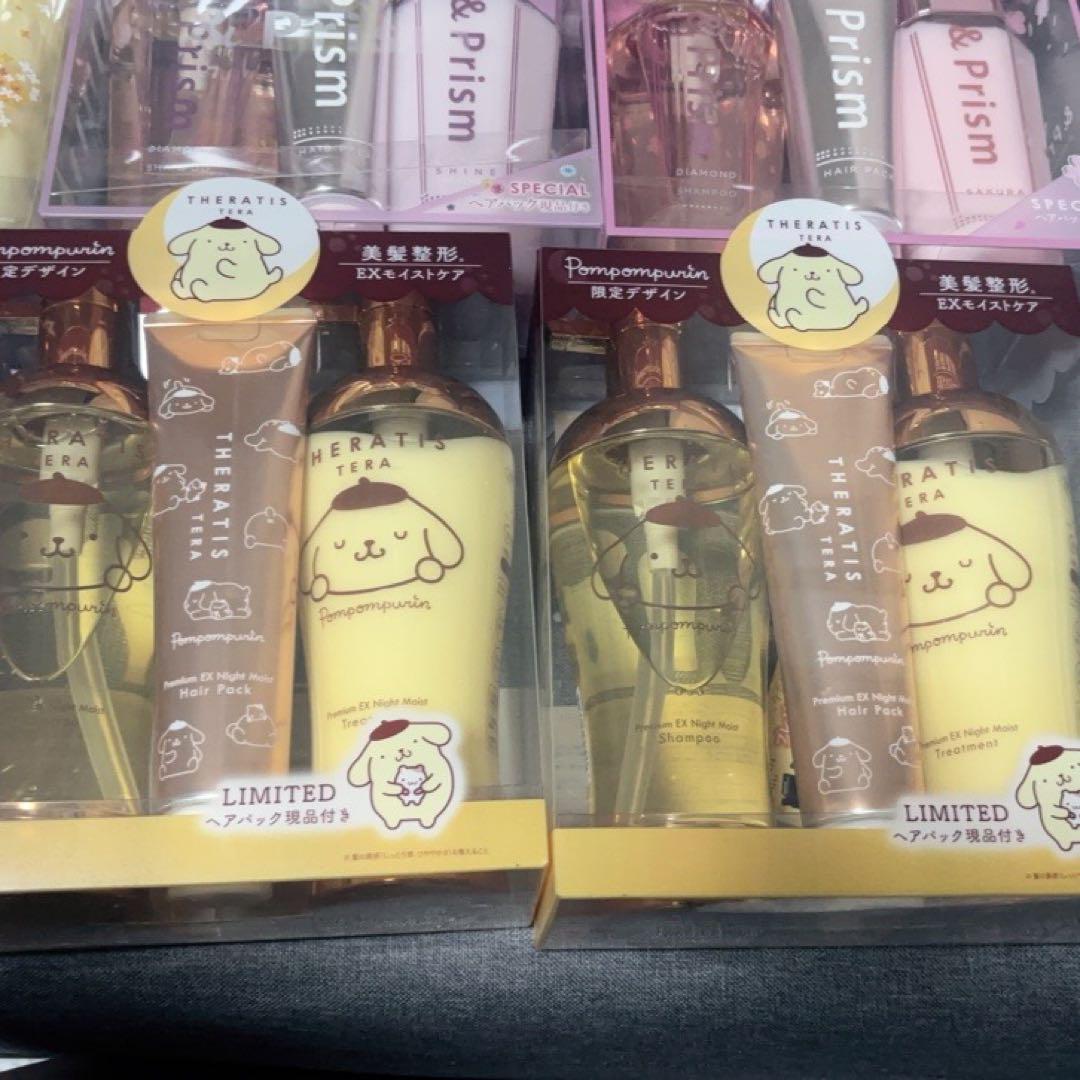 Prism
DIAMOND
Prism
HAIR
& Prism
SHINE
SPECIAL
ヘアパック現品付き
Prism
DIAMOND
SHAMPOO
Prism
HAIR PACK
& Prism
SAKURA
THERATIS
TERA
限定デザイン
美髪整形。
EXモイストケア
THERATIS
TERA
Pompompurin
Premium EX Night Moist
Hair Pack
THERATIS
TERA
Pompompurin
Premium EX Night Moist
LIMITED
ヘアパック現品付き
THERATIS
TERA
Pompompurin
限定デザイン
美髪整形。
EXモイストケア
Pompompurin
Premium EX Night Moist
Shampoo
THERATIS
TERA
Pompompurin
Premium EX Night Moist
Hair Pack
TERA
Pompompurin
Premium EX Night Moist
Treatment
LIMITED
ヘアパック現品付き